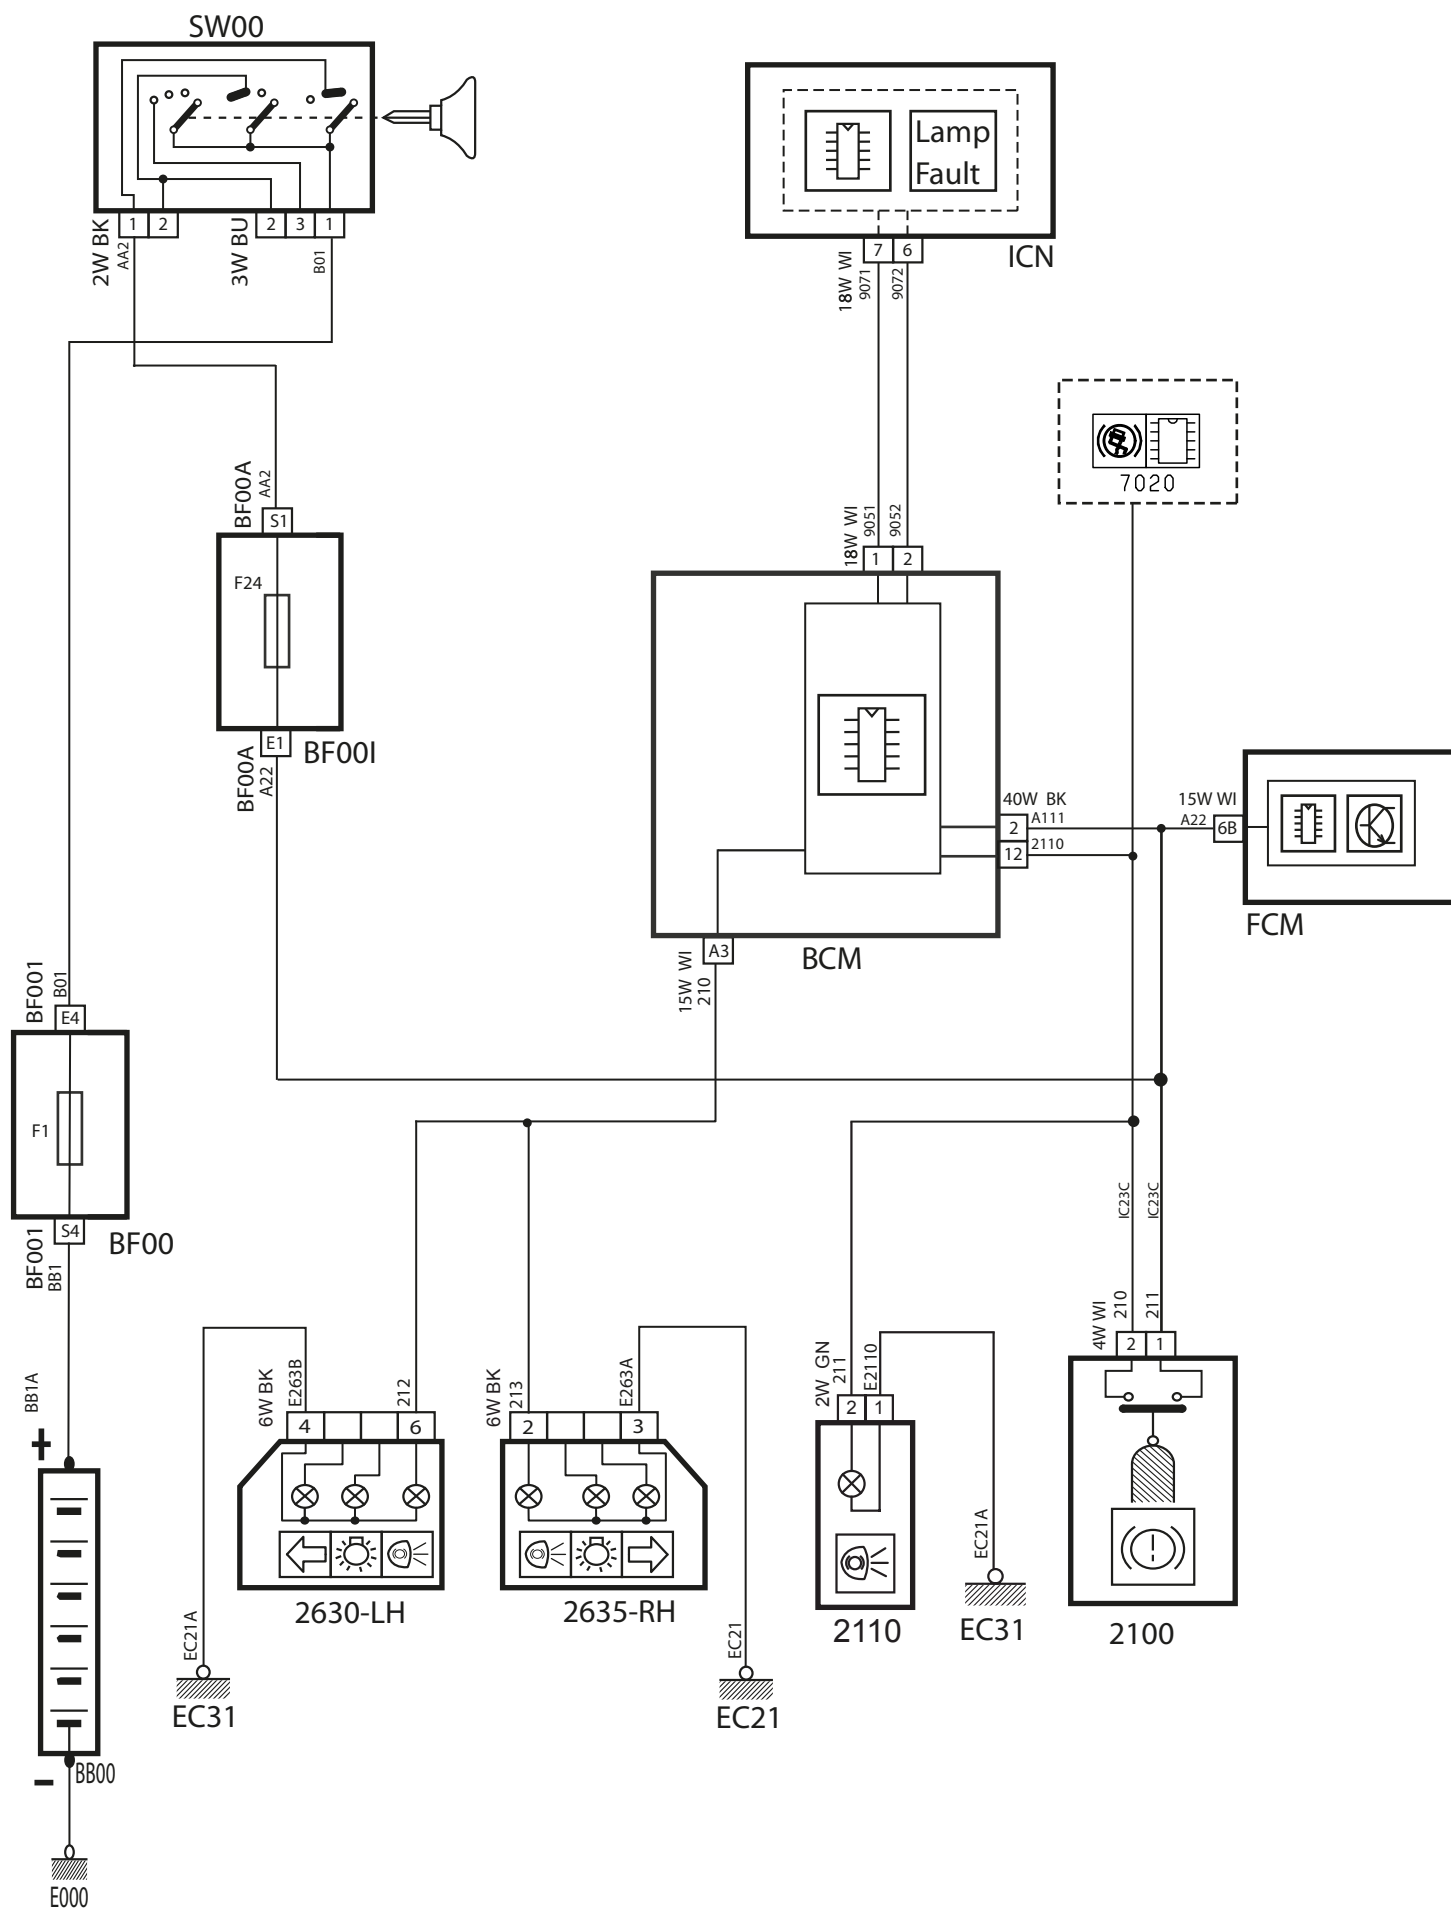 SW00
1 2
2 3 1
2W BK
AA2
3W BU
B01
Lamp
Fault
ICN
7 6
18W WI
9071
9072
7020
BF00A
AA2
S1
F24
E1
BF00A
A22
BF00I
18W WI
9051
9052
1 2
40W BK
2 A111
12 2110
15W WI
A22
6B
FCM
A3
BCM
15W WI
210
BF001
B01
E4
F1
S4
BF001
BB1
BF00
IC23C
IC23C
BB1A
+
6W BK
E263B
212
4 6
6W BK
213
E263A
2 3
2W GN
211
E2110
2 1
4W WI
210
211
2 1
2630-LH
EC21A
EC31
2635-RH
EC21
EC21
2110
EC21A
EC31
2100
–
BB00
E000